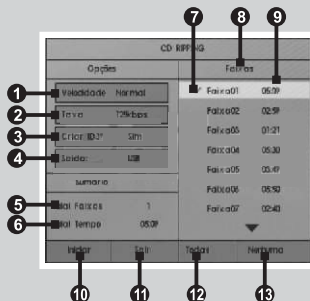 7 8 9
CD RIPPING
Opções Faixas
1 Velocidade Normal Faixa01 05:09
2 Taxa 128kbps Faixa02 02:59
3 Criar ID3? Sim Faixa03 01:21
4 Saída: USB Faixa04 05:30
Faixa05
sumario Faixa06 05:50
5 Faixas 1 Faixa07 02:43
6 Tempo 05:09
Iniciar Sair Todas Nenhuma
10 11 12 13